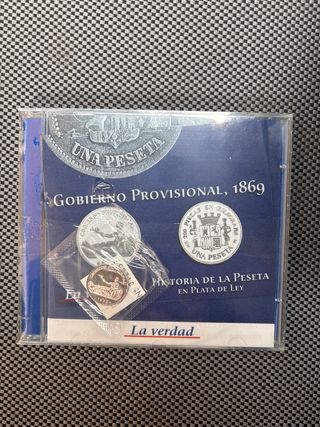 UNA PESETA
GOBIERNO PROVISIONAL, 1869
UNA PESETA
HISTORIA DE LA PESETA
EN PLATA DE LEY
La verdad